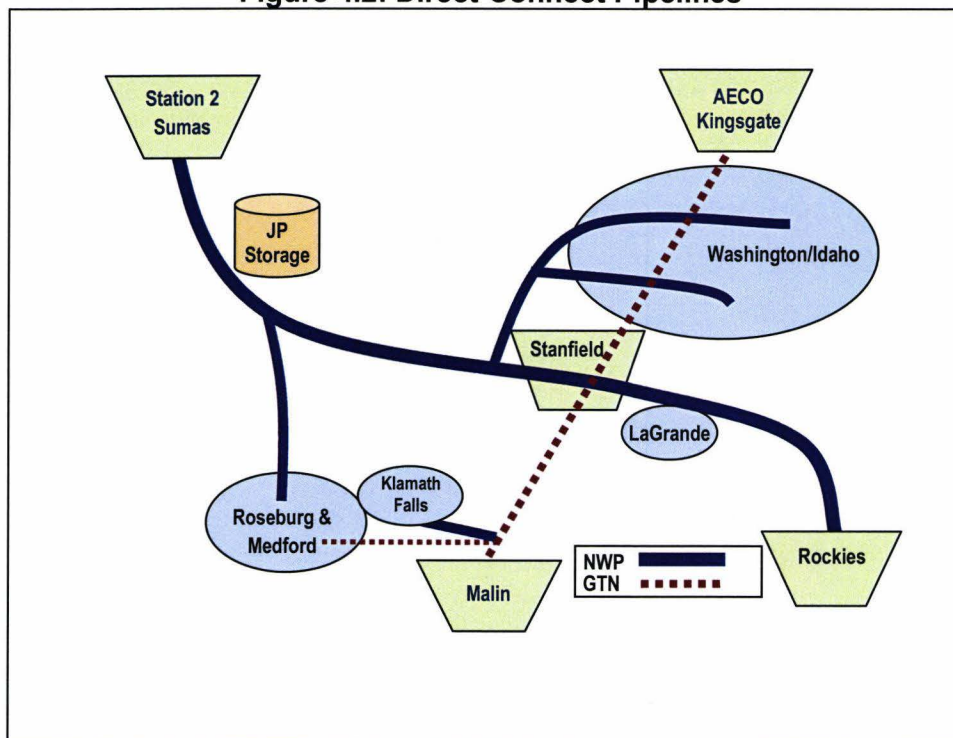 Station 2
Sumas
AECO
Kingsgate
JP
Storage
Washington/Idaho
Stanfield
LaGrande
Klamath
Falls
Roseburg &
Medford
Malin
NWP
GTN
Rockies